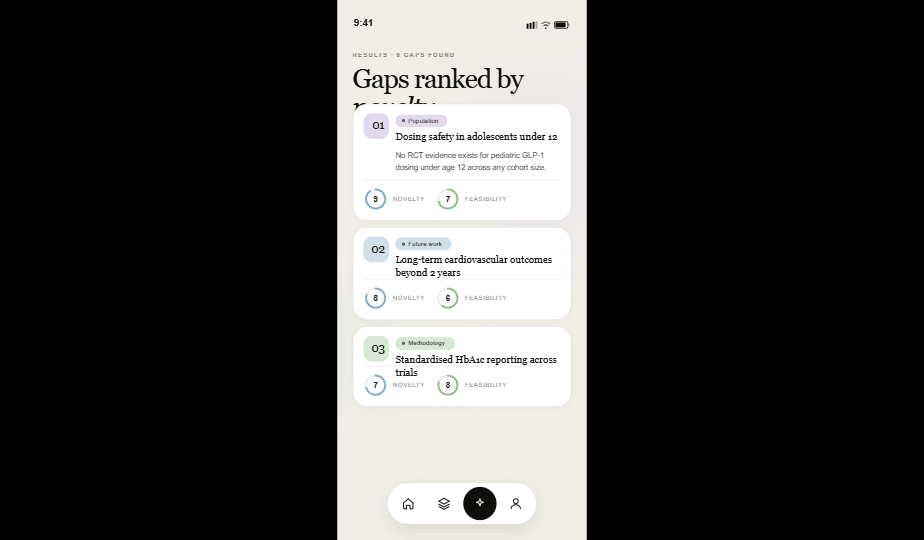 9:41
RESULTS · 8 GAPS FOUND
Gaps ranked by
novelty
01
Population
Dosing safety in adolescents under 12
No RCT evidence exists for pediatric GLP-1
dosing under age 12 across any cohort size.
9 NOVELTY 7 FEASIBILITY
02
Future work
Long-term cardiovascular outcomes
beyond 2 years
8 NOVELTY 6 FEASIBILITY
03
Methodology
Standardised HbA1c reporting across
trials
7 NOVELTY 8 FEASIBILITY